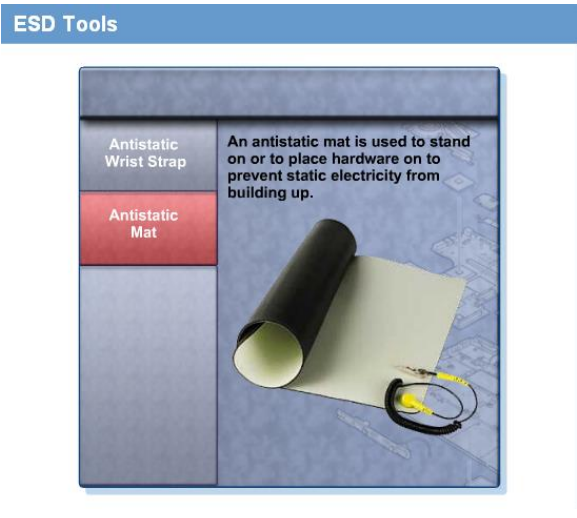 ESD Tools
Antistatic
Wrist Strap
Antistatic
Mat
An antistatic mat is used to stand
on or to place hardware on to
prevent static electricity from
building up.